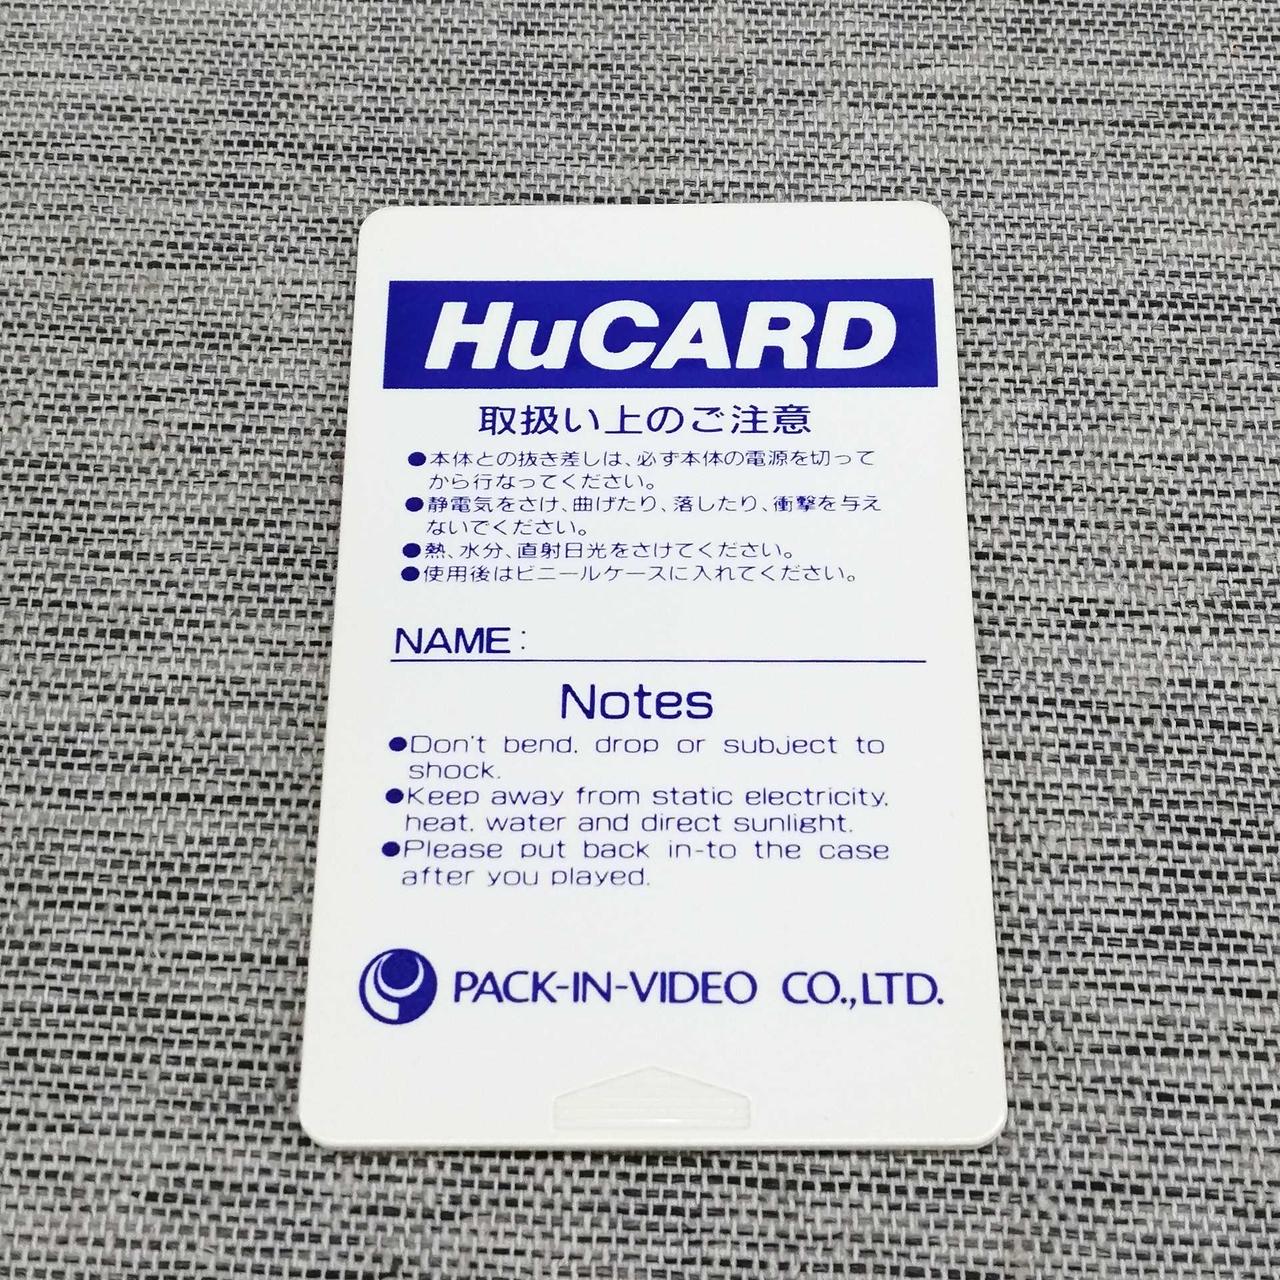 HuCARD
取扱い上のご注意
●本体との抜き差しは、必ず本体の電源を切って
から行なってください。
●静電気をさけ、曲げたり、落したり、衝撃を与え
ないでください。
●熱、水分、直射日光をさけてください。
●使用後はビニールケースに入れてください。
NAME:
Notes
●Don't bend, drop or subject to
shock.
●Keep away from static electricity,
heat, water and direct sunlight.
●Please put back in-to the case
after you played.
PACK-IN-VIDEO CO.,LTD.